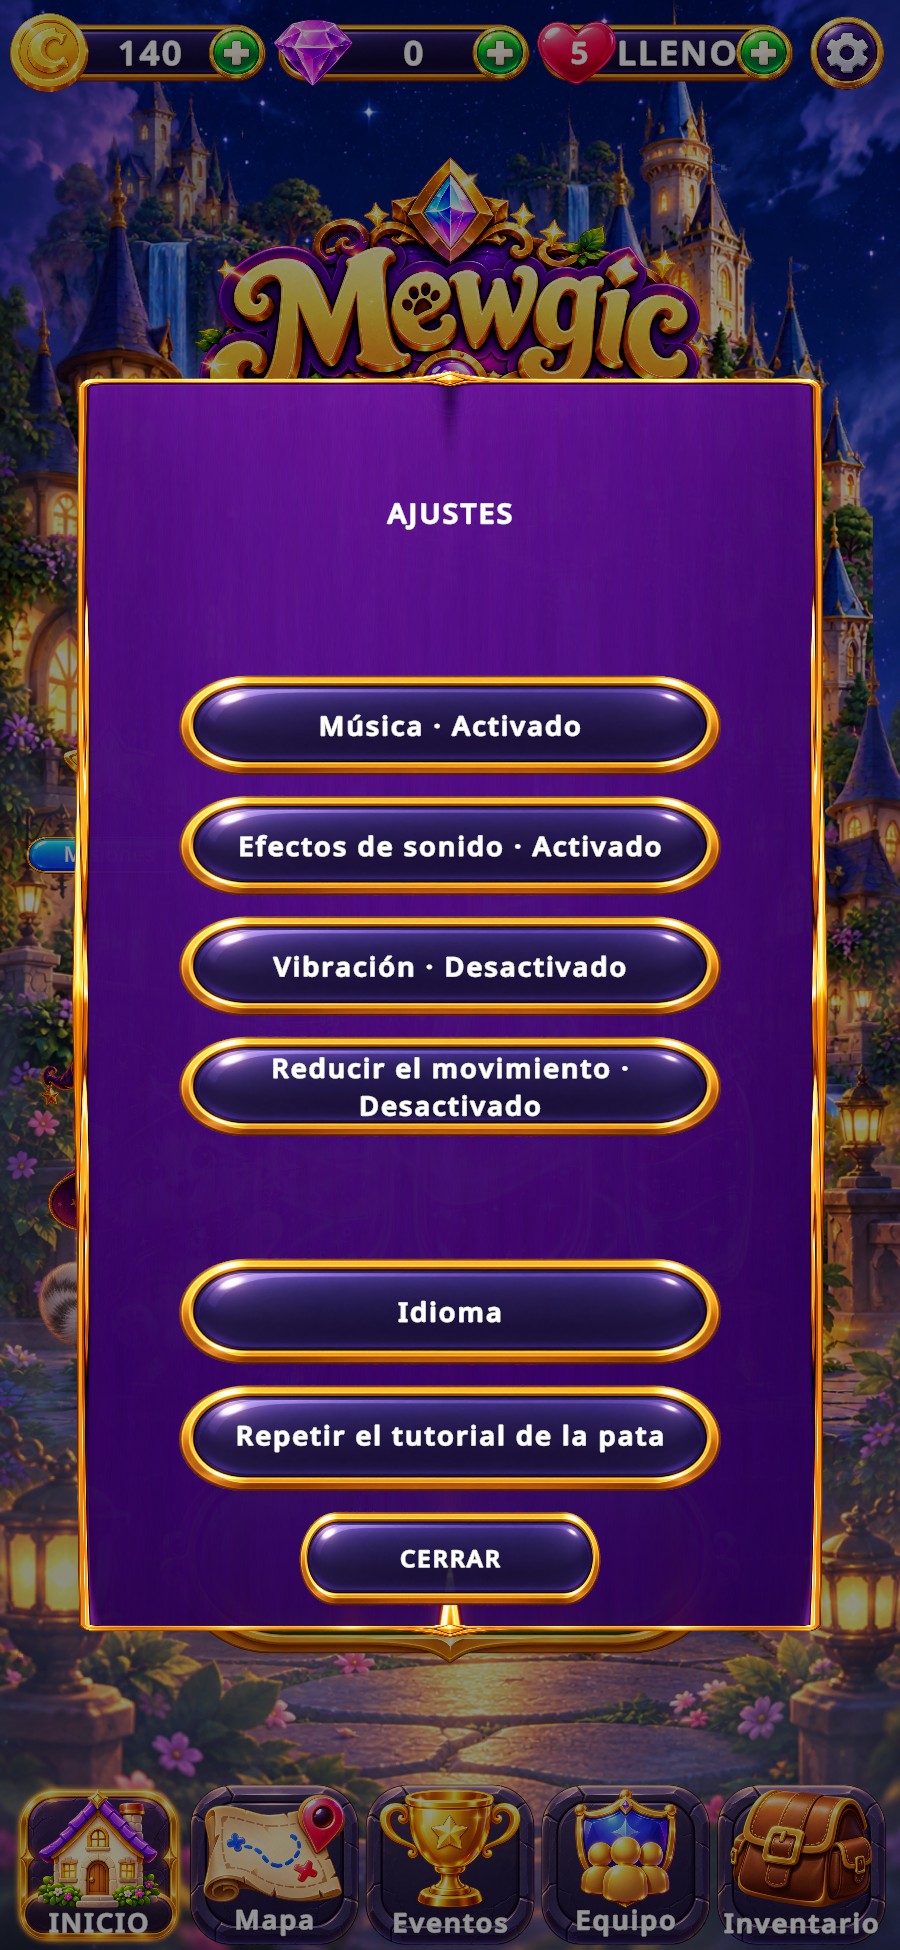 140
0
5 LLENO
Mewgic
AJUSTES
Música · Activado
Efectos de sonido · Activado
Vibración · Desactivado
Reducir el movimiento ·
Desactivado
Idioma
Repetir el tutorial de la pata
CERRAR
INICIO
Mapa
Eventos
Equipo
Inventario